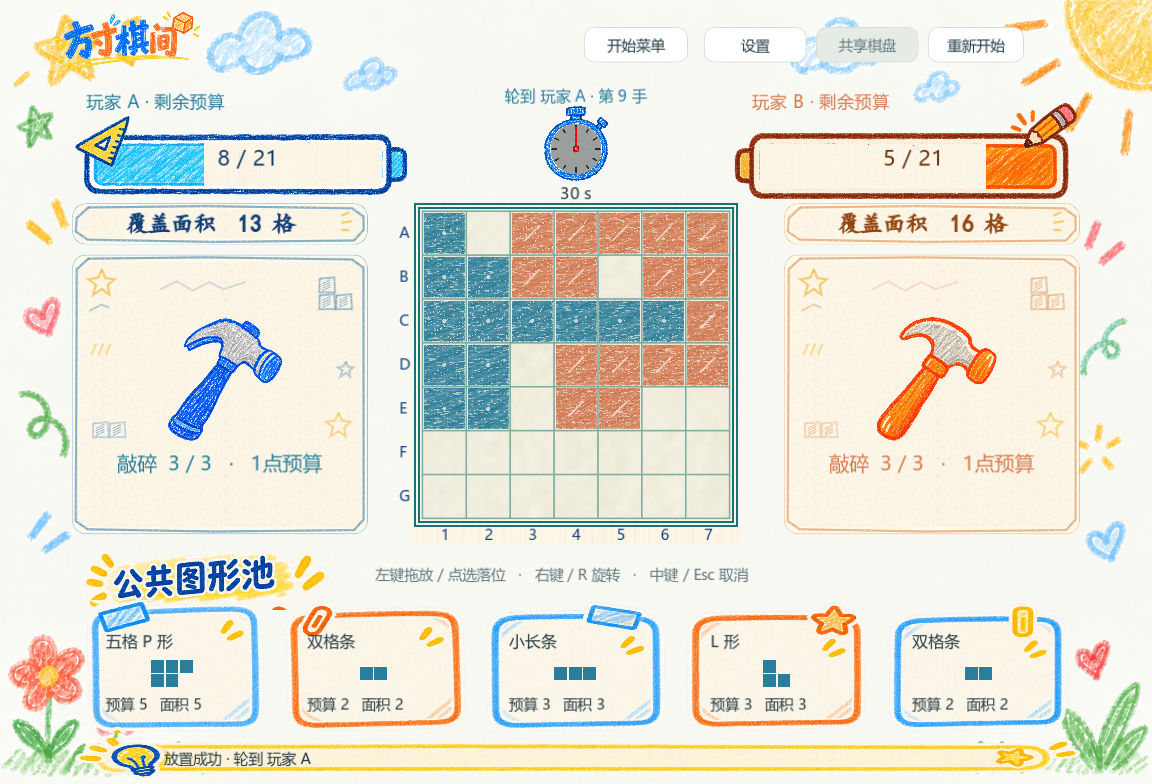 方寸棋间
开始菜单 设置 共享棋盘 重新开始
玩家 A · 剩余预算
轮到 玩家 A · 第 9 手
玩家 B · 剩余预算
8 / 21
5 / 21
30 s
覆盖面积 13 格
覆盖面积 16 格
A
B
C
D
E
F
G
1 2 3 4 5 6 7
敲碎 3 / 3 · 1点预算
敲碎 3 / 3 · 1点预算
公共图形池
左键拖放 / 点选落位 · 右键 / R 旋转 · 中键 / Esc 取消
五格 P 形
预算 5 面积 5
双格条
预算 2 面积 2
小长条
预算 3 面积 3
L 形
预算 3 面积 3
双格条
预算 2 面积 2
放置成功 · 轮到 玩家 A